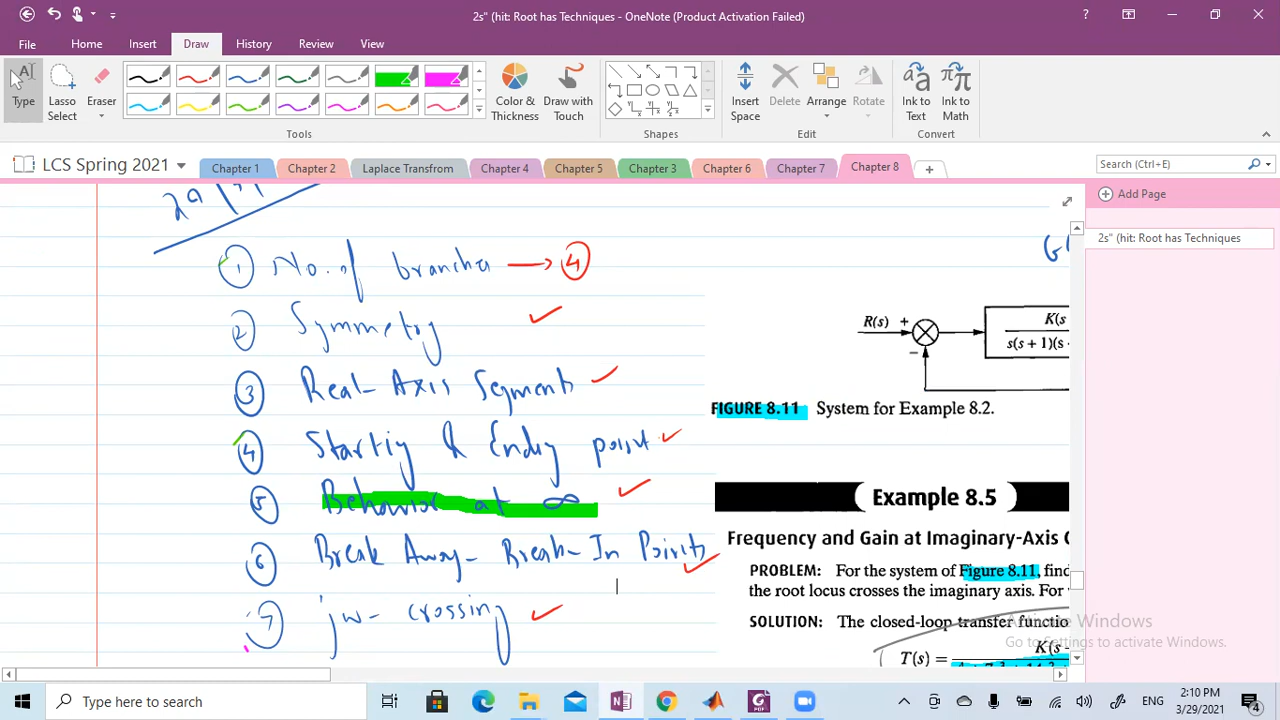 2s" (hit: Root has Techniques - OneNote (Product Activation Failed)
File Home Insert Draw History Review View
Type
Lasso Select
Eraser
Color & Thickness
Draw with Touch
Insert Space
Delete
Arrange
Rotate
Ink to Text
Ink to Math
Tools Shapes Edit Convert
LCS Spring 2021 Chapter 1 Chapter 2 Laplace Transfrom Chapter 4 Chapter 5 Chapter 3 Chapter 6 Chapter 7 Chapter 8
Search (Ctrl+E)
Add Page
2s" (hit: Root has Techniques
① No. of branches → ④
② Symmetry ✓
③ Real-Axis Segments ✓
④ Starting & Ending point ✓
⑤ Behavior at ∞ ✓
⑥ Break Away - Break-In Points ✓
⑦ jw- crossing ✓
R(s) + −
K(s
s(s + 1)(s
FIGURE 8.11 System for Example 8.2.
Example 8.5
Frequency and Gain at Imaginary-Axis C
PROBLEM: For the system of Figure 8.11, find
the root locus crosses the imaginary axis. For
SOLUTION: The closed-loop transfer functio
T(s) = K(s
Activate Windows
Go to Settings to activate Windows.
Type here to search
ENG
2:10 PM
3/29/2021
4